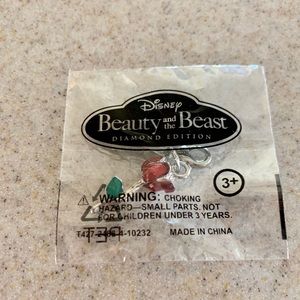 Disney
Beauty and the Beast
DIAMOND EDITION
3+
WARNING: CHOKING
HAZARD—SMALL PARTS. NOT
FOR CHILDREN UNDER 3 YEARS.
MADE IN CHINA